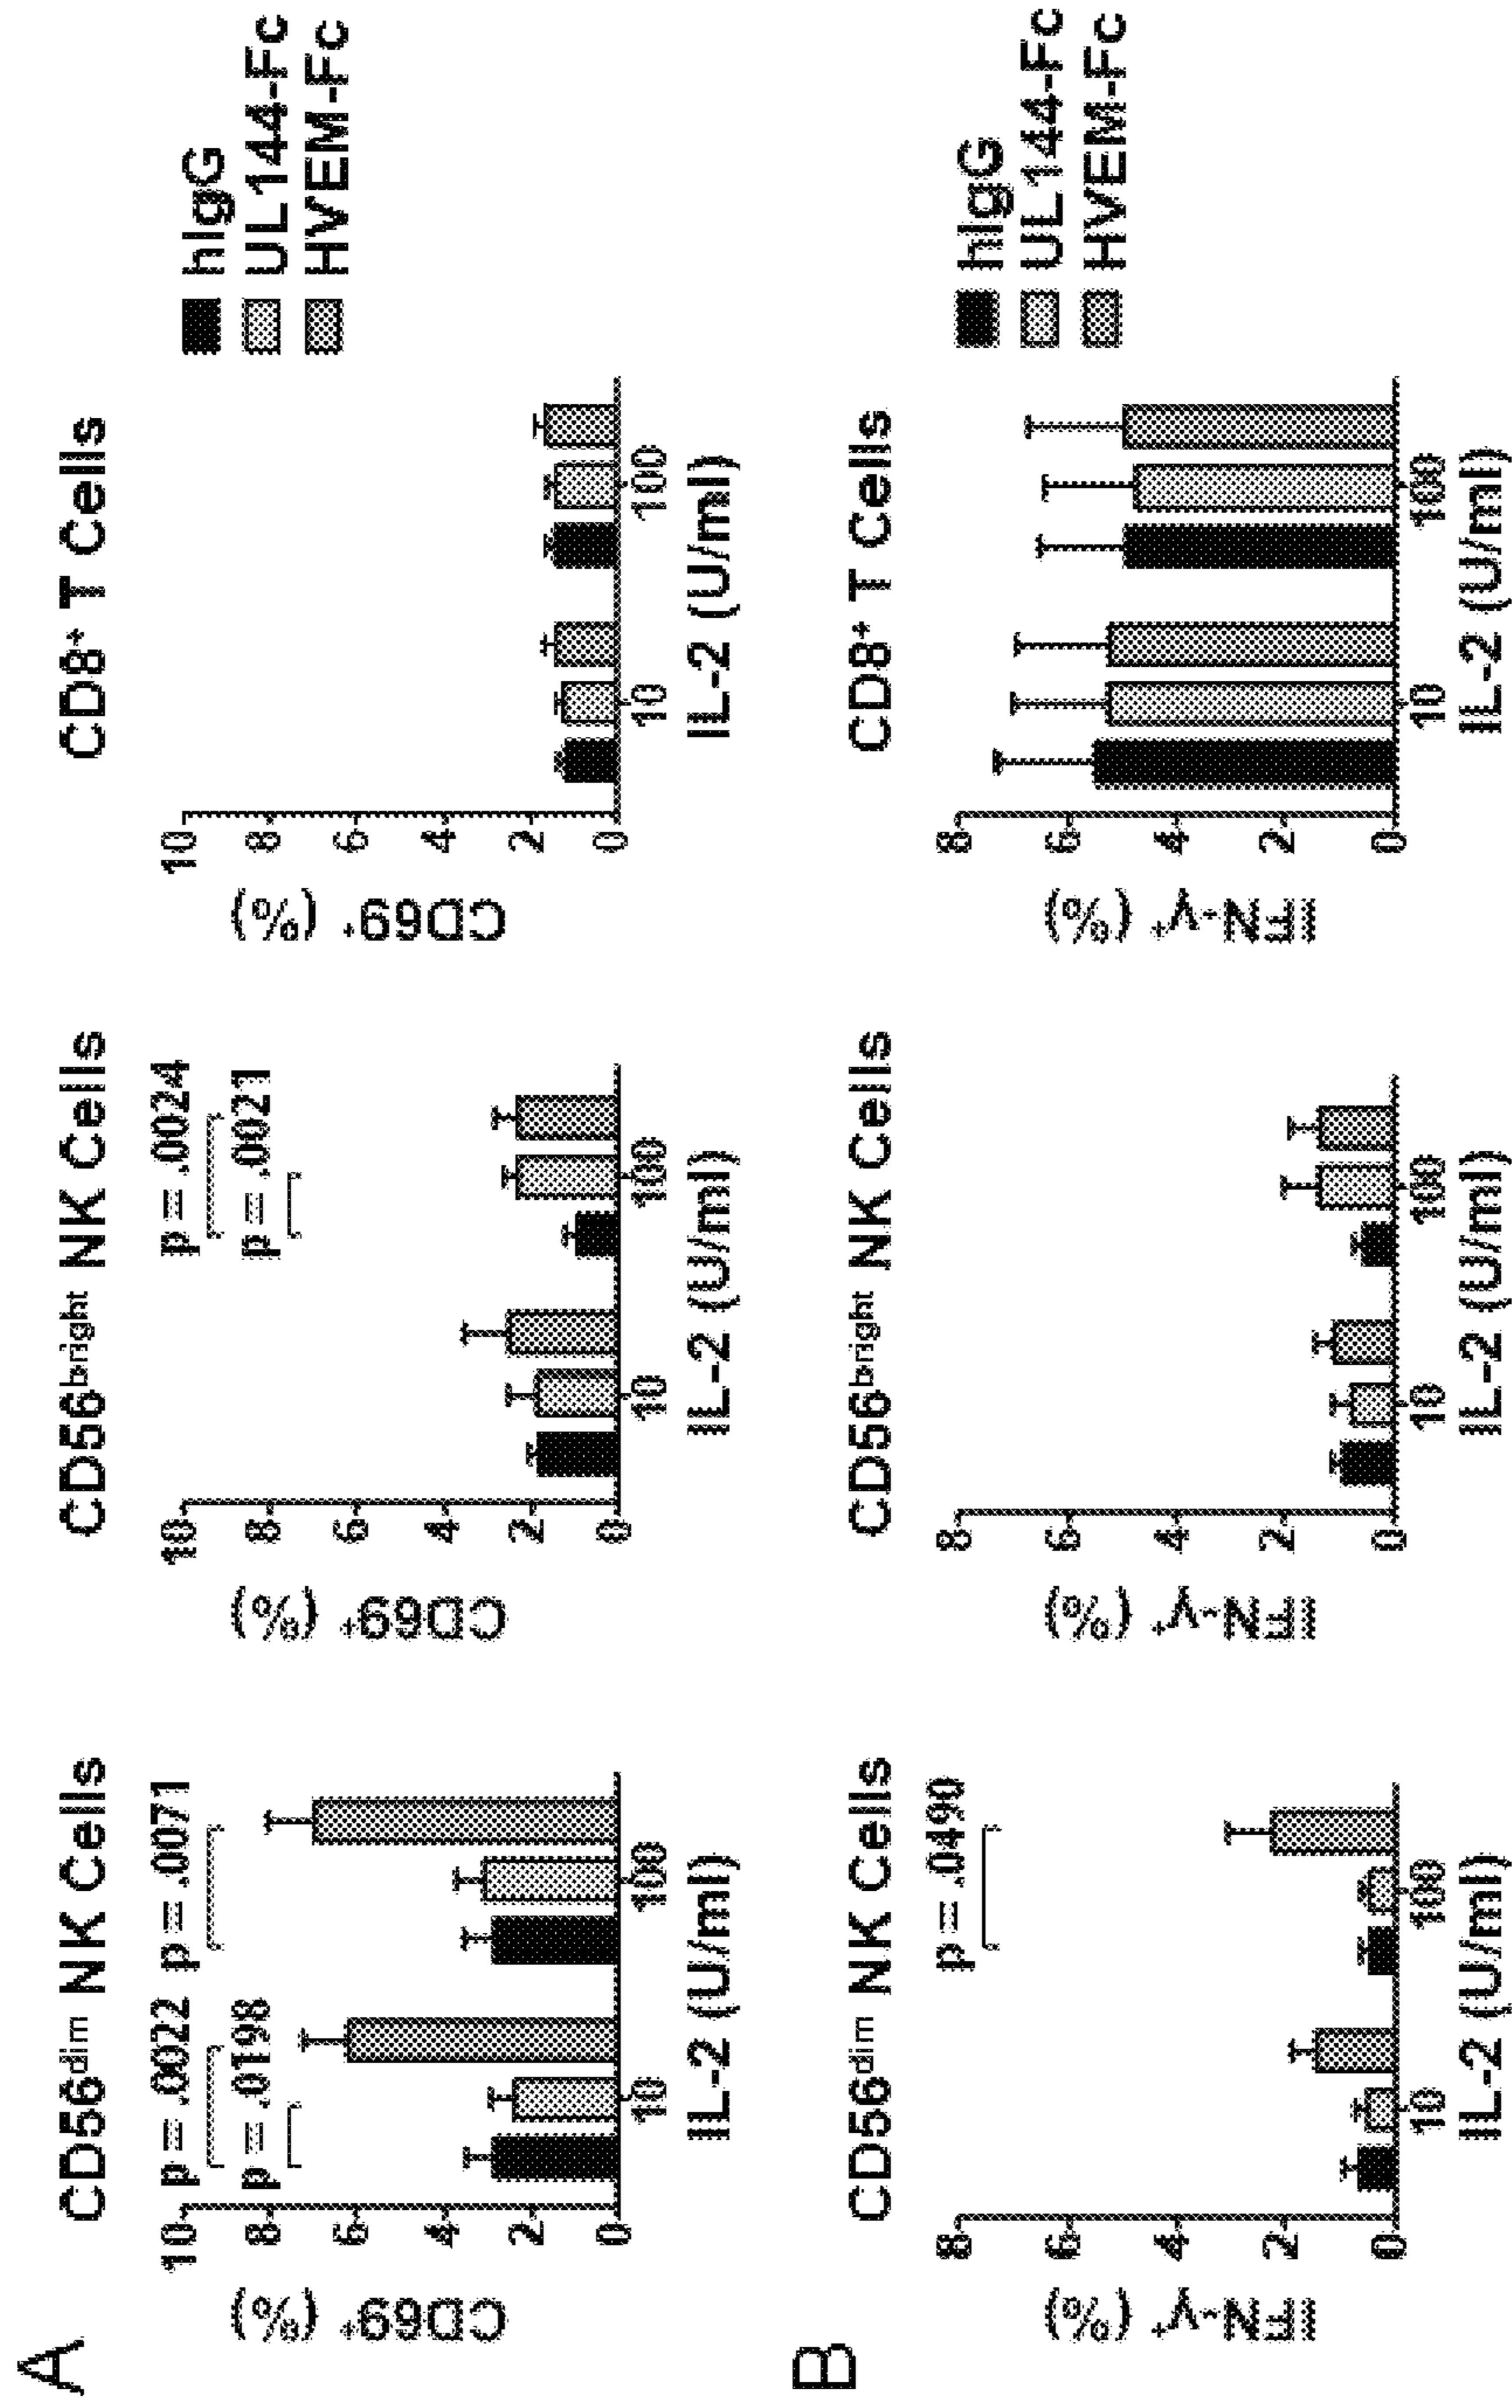 A
CD56dim NK Cells
p = .0022 p = .0071
p = .0198
CD69+ (%)
10
8
6
4
2
0
10 100
IL-2 (U/ml)
CD56bright NK Cells
p = .0024
p = .0021
CD69+ (%)
10
8
6
4
2
0
10 100
IL-2 (U/ml)
CD8+ T Cells
CD69+ (%)
10
8
6
4
2
0
10 100
IL-2 (U/ml)
hIgG
UL144-Fc
HVEM-Fc
B
CD56dim NK Cells
p = .0490
IFN-γ+ (%)
8
6
4
2
0
10 100
IL-2 (U/ml)
CD56bright NK Cells
IFN-γ+ (%)
8
6
4
2
0
10 100
IL-2 (U/ml)
CD8+ T Cells
IFN-γ+ (%)
8
6
4
2
0
10 100
IL-2 (U/ml)
hIgG
UL144-Fc
HVEM-Fc